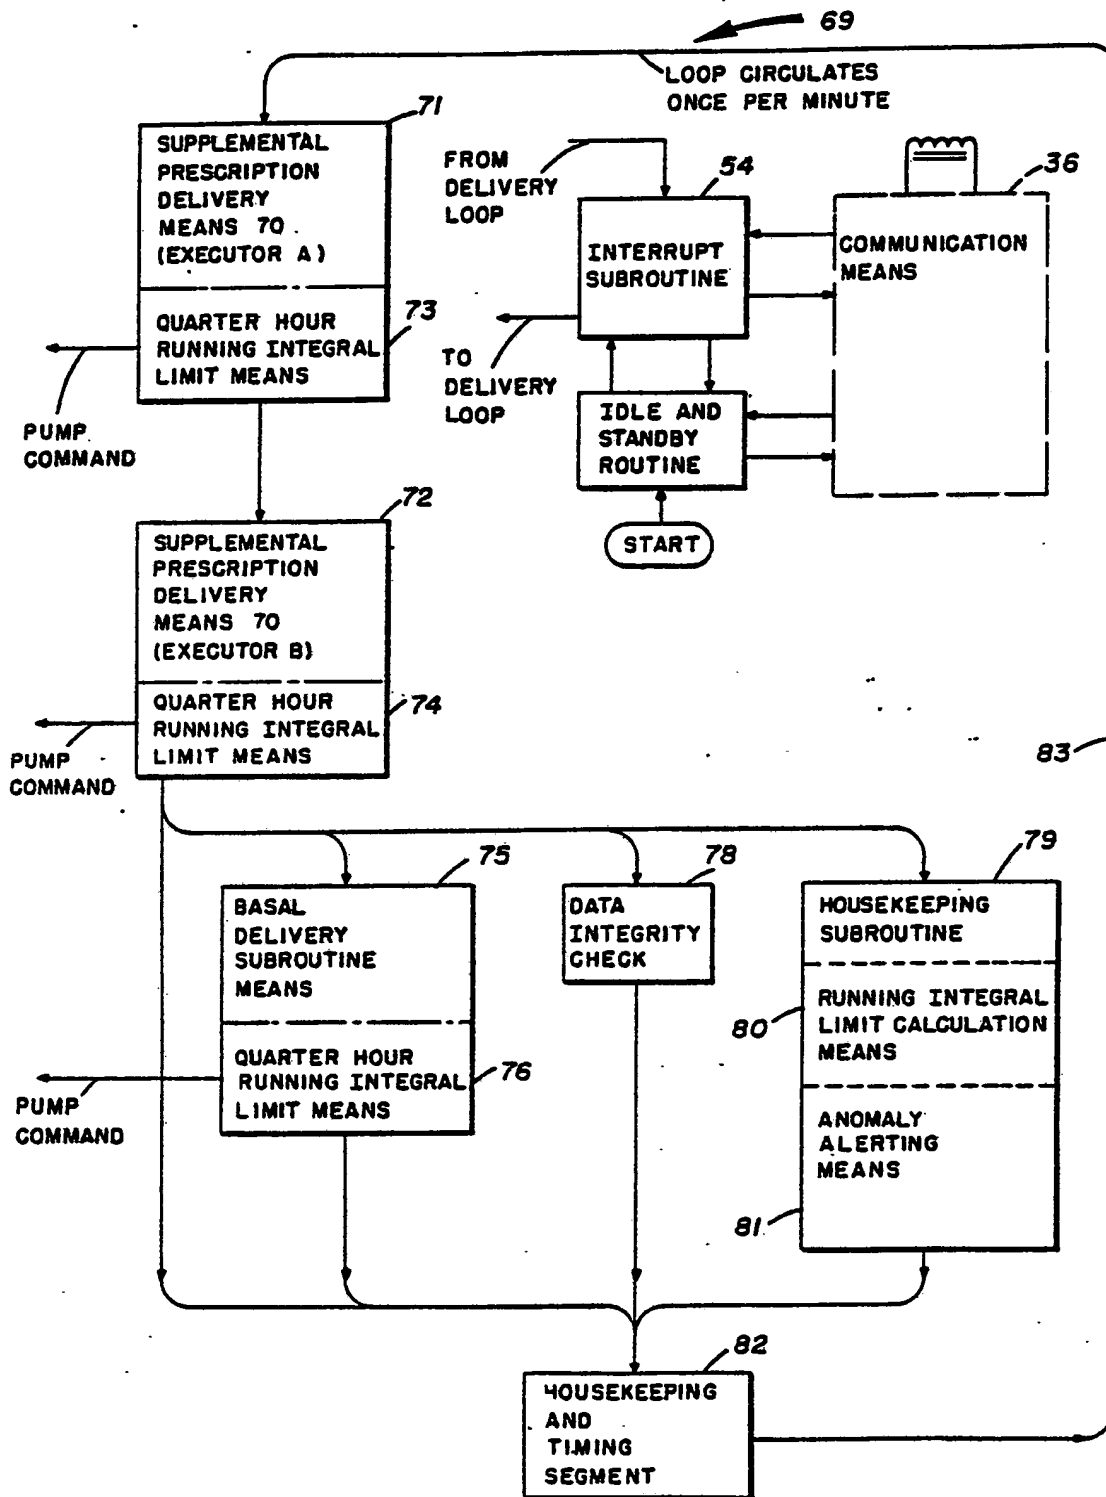 69
LOOP CIRCULATES
ONCE PER MINUTE
71
SUPPLEMENTAL
PRESCRIPTION
DELIVERY
MEANS 70
(EXECUTOR A)
73
QUARTER HOUR
RUNNING INTEGRAL
LIMIT MEANS
PUMP
COMMAND
FROM
DELIVERY
LOOP
54
INTERRUPT
SUBROUTINE
36
COMMUNICATION
MEANS
TO
DELIVERY
LOOP
IDLE AND
STANDBY
ROUTINE
START
72
SUPPLEMENTAL
PRESCRIPTION
DELIVERY
MEANS 70
(EXECUTOR B)
QUARTER HOUR
RUNNING INTEGRAL
LIMIT MEANS
74
PUMP
COMMAND
83
75
BASAL
DELIVERY
SUBROUTINE
MEANS
QUARTER HOUR
RUNNING INTEGRAL
LIMIT MEANS
76
PUMP
COMMAND
78
DATA
INTEGRITY
CHECK
79
HOUSEKEEPING
SUBROUTINE
80
RUNNING INTEGRAL
LIMIT CALCULATION
MEANS
ANOMALY
ALERTING
MEANS
81
82
HOUSEKEEPING
AND
TIMING
SEGMENT